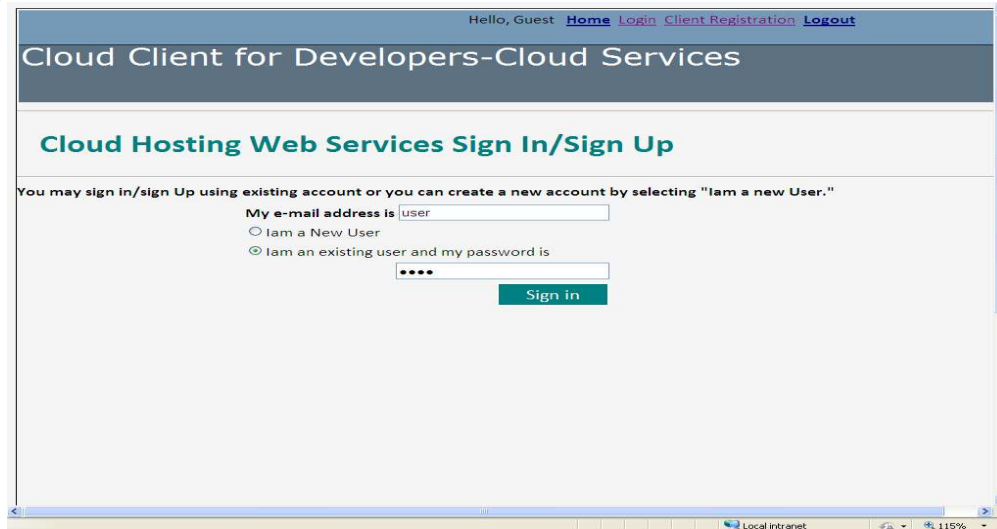 Hello, Guest Home Login Client Registration Logout
Cloud Client for Developers-Cloud Services
Cloud Hosting Web Services Sign In/Sign Up
You may sign in/sign Up using existing account or you can create a new account by selecting "Iam a new User."
My e-mail address is user
Iam a New User
Iam an existing user and my password is
••••
Sign in
Local intranet 115%